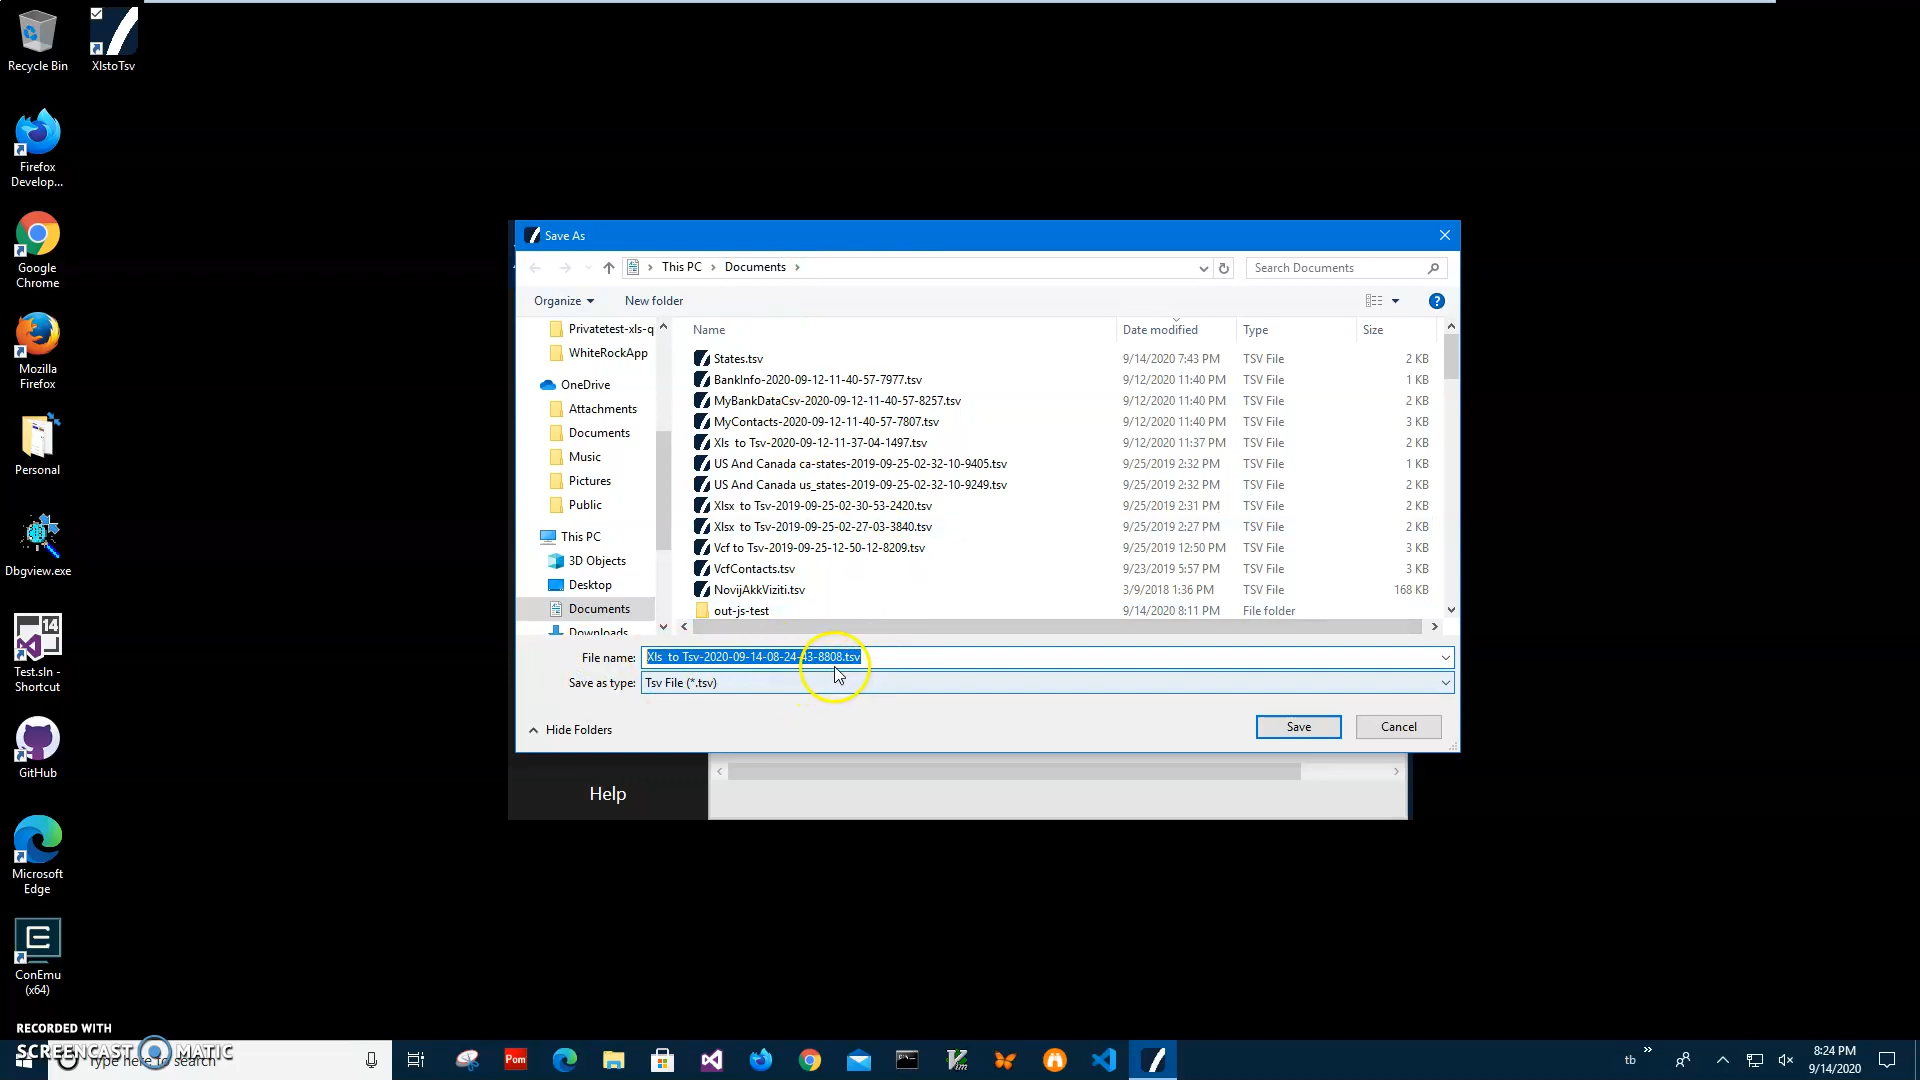 Recycle Bin
XlstoTsv
Firefox
Develop...
Google
Chrome
Mozilla
Firefox
Personal
Dbgview.exe
14
Test.sln -
Shortcut
GitHub
Microsoft
Edge
ConEmu
(x64)
Save As
This PC > Documents >
Search Documents
Organize
New folder
?
Privatetest-xls-q
WhiteRockApp
OneDrive
Attachments
Documents
Music
Pictures
Public
This PC
3D Objects
Desktop
Documents
Downloads
Name Date modified Type Size
States.tsv 9/14/2020 7:43 PM TSV File 2 KB
BankInfo-2020-09-12-11-40-57-7977.tsv 9/12/2020 11:40 PM TSV File 1 KB
MyBankDataCsv-2020-09-12-11-40-57-8257.tsv 9/12/2020 11:40 PM TSV File 2 KB
MyContacts-2020-09-12-11-40-57-7807.tsv 9/12/2020 11:40 PM TSV File 3 KB
Xls to Tsv-2020-09-12-11-37-04-1497.tsv 9/12/2020 11:37 PM TSV File 2 KB
US And Canada ca-states-2019-09-25-02-32-10-9405.tsv 9/25/2019 2:32 PM TSV File 1 KB
US And Canada us_states-2019-09-25-02-32-10-9249.tsv 9/25/2019 2:32 PM TSV File 2 KB
Xlsx to Tsv-2019-09-25-02-30-53-2420.tsv 9/25/2019 2:31 PM TSV File 2 KB
Xlsx to Tsv-2019-09-25-02-27-03-3840.tsv 9/25/2019 2:27 PM TSV File 2 KB
Vcf to Tsv-2019-09-25-12-50-12-8209.tsv 9/25/2019 12:50 PM TSV File 3 KB
VcfContacts.tsv 9/23/2019 5:57 PM TSV File 3 KB
NovijAkkViziti.tsv 3/9/2018 1:36 PM TSV File 168 KB
out-js-test 9/14/2020 8:11 PM File folder
File name: Xls to Tsv-2020-09-14-08-24-43-8808.tsv
Save as type: Tsv File (*.tsv)
Hide Folders
Save
Cancel
Help
RECORDED WITH
SCREENCAST MATIC
Type here to search
Pom
Vim
tb
8:24 PM
9/14/2020